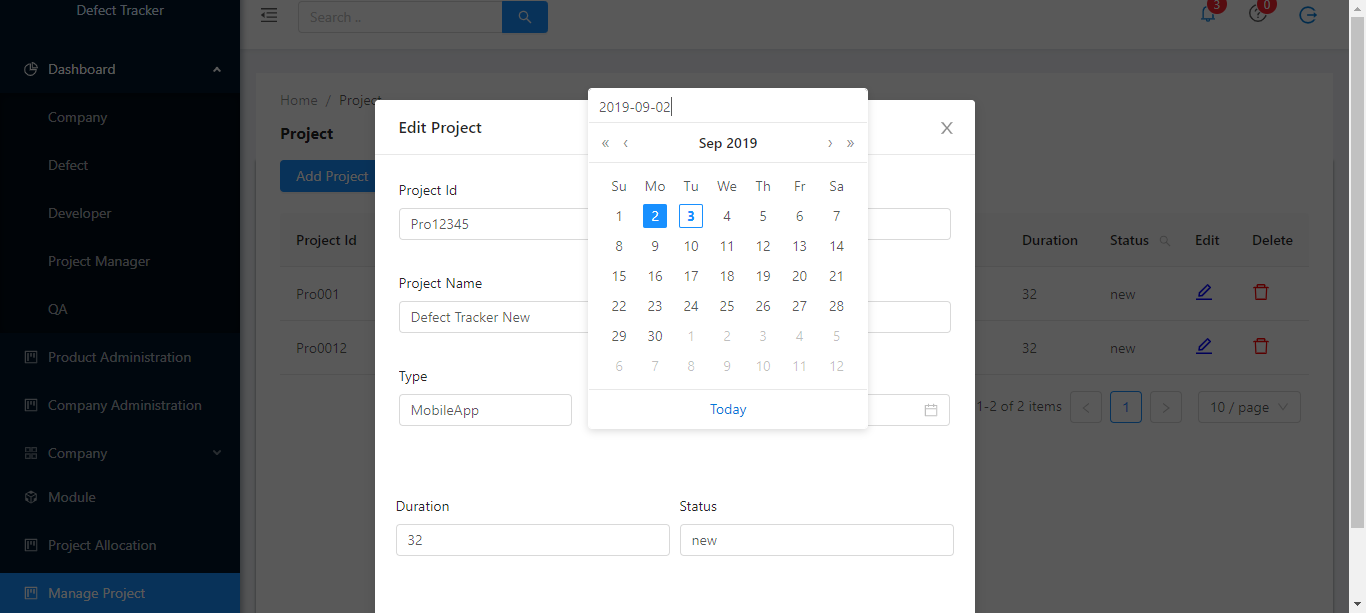 Defect Tracker
Search ..
3
0
Dashboard
Company
Defect
Developer
Project Manager
QA
Product Administration
Company Administration
Company
Module
Project Allocation
Manage Project
Home / Project
Project
Add Project
Project Id
Duration Status Edit Delete
Pro001
32 new
Pro0012
32 new
1-2 of 2 items < 1 > 10 / page
Edit Project
Project Id
Pro12345
Project Name
Defect Tracker New
Type
MobileApp
Duration
32
Status
new
2019-09-02
« ‹ Sep 2019 › »
Su Mo Tu We Th Fr Sa
1 2 3 4 5 6 7
8 9 10 11 12 13 14
15 16 17 18 19 20 21
22 23 24 25 26 27 28
29 30 1 2 3 4 5
6 7 8 9 10 11 12
Today